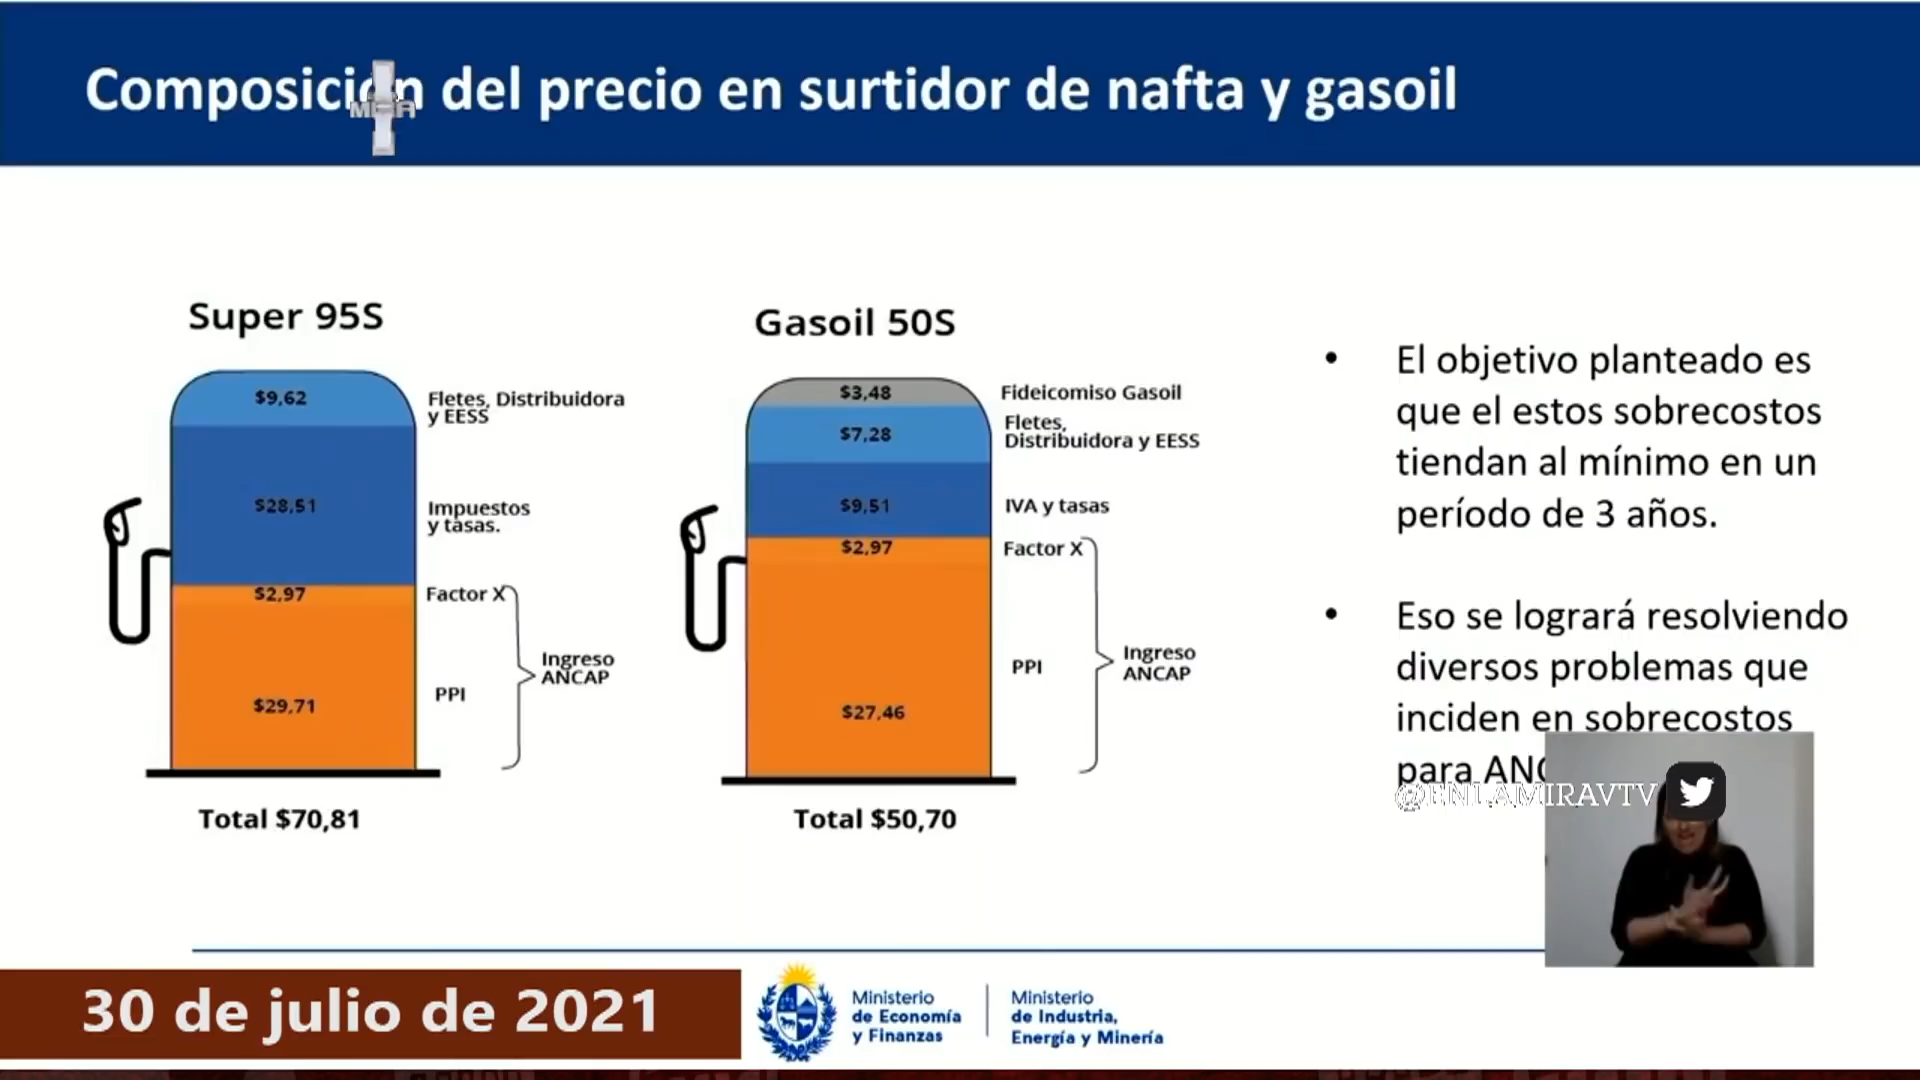 Composición del precio en surtidor de nafta y gasoil
Super 95S
$9,62
Fletes, Distribuidora
y EESS
$28,51
Impuestos
y tasas.
$2,97
Factor X
Ingreso
ANCAP
PPI
$29,71
Total $70,81
Gasoil 50S
$3,48
Fideicomiso Gasoil
$7,28
Fletes,
Distribuidora y EESS
$9,51
IVA y tasas
$2,97
Factor X
Ingreso
ANCAP
PPI
$27,46
Total $50,70
• El objetivo planteado es
que el estos sobrecostos
tiendan al mínimo en un
período de 3 años.
• Eso se logrará resolviendo
diversos problemas que
inciden en sobrecostos
para
@ENLAMIRAVTV
30 de julio de 2021
Ministerio
de Economía
y Finanzas
Ministerio
de Industria,
Energía y Minería